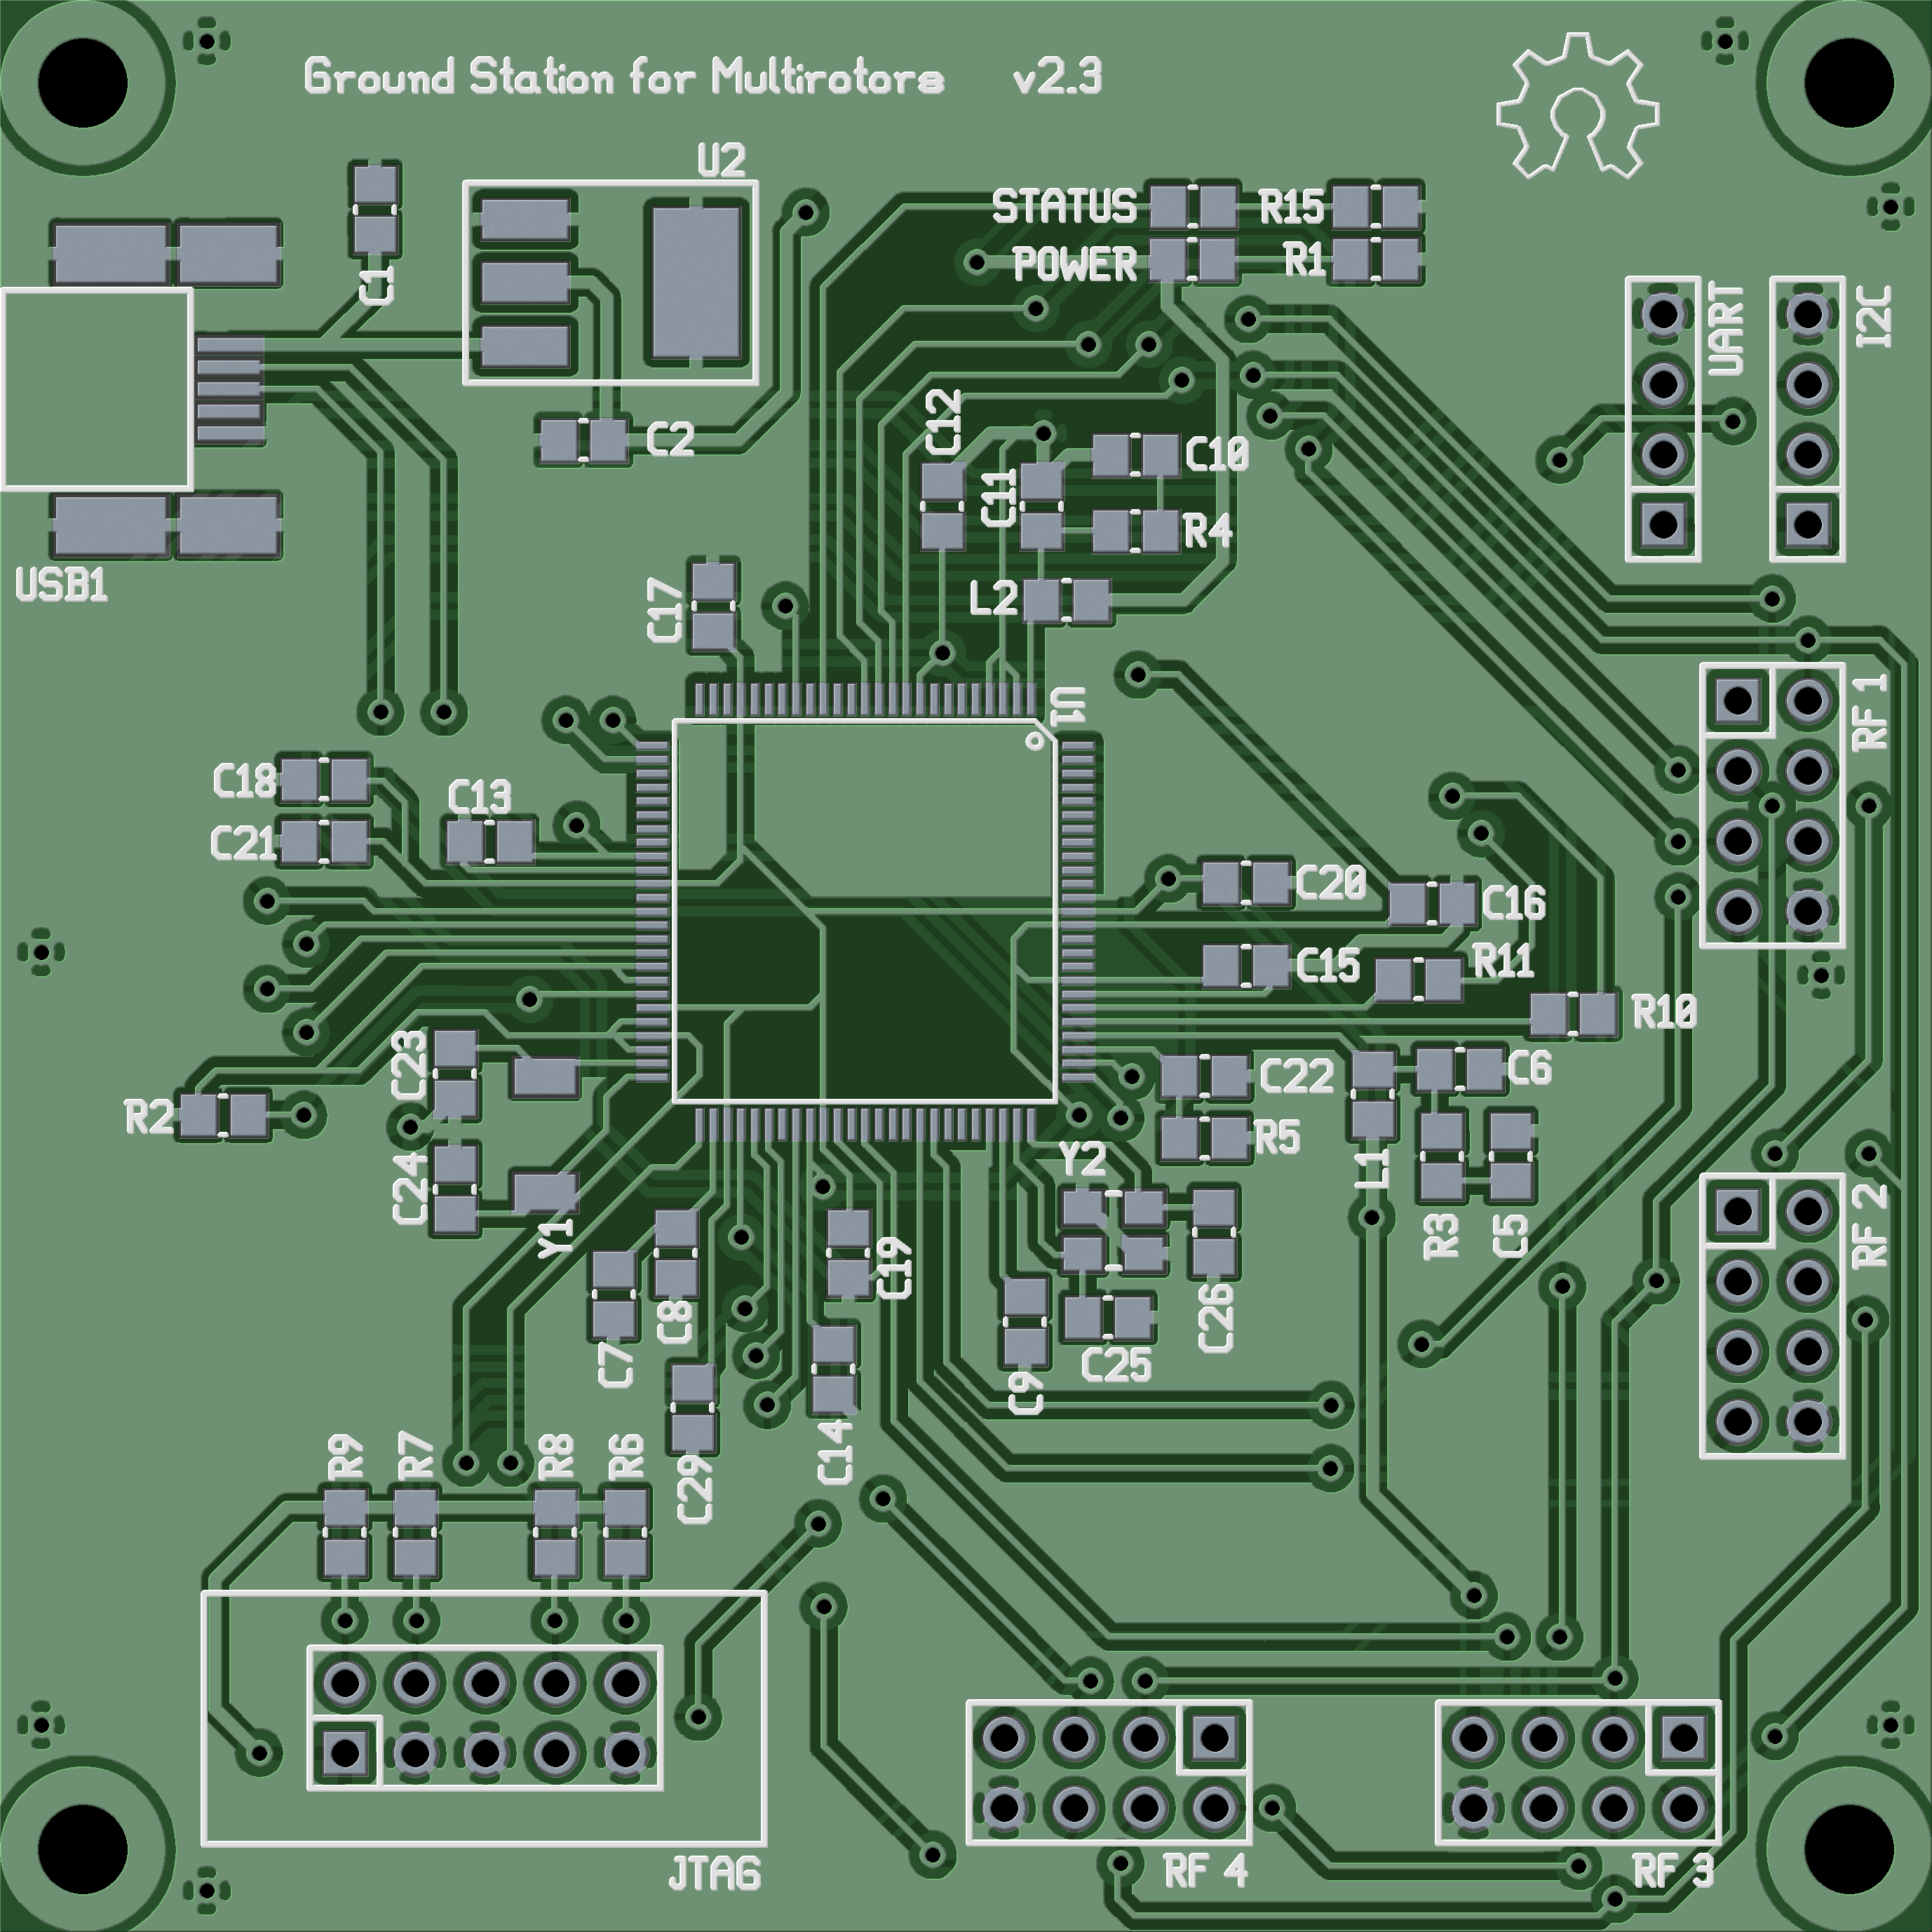 Ground Station for Multirotors v2.3
U2
STATUS
R15
POWER
R1
C1
UART
I2C
C12
C2
C10
C11
R4
USB1
C17
L2
U1
RF 1
C18
C13
C21
C20
C16
C15
R11
R10
C23
C22
C6
R2
R5
Y2
L1
C24
Y1
R3
C5
RF 2
C19
C8
C26
C7
C25
C9
R9
R7
R8
R6
C29
C14
JTAG
RF 4
RF 3